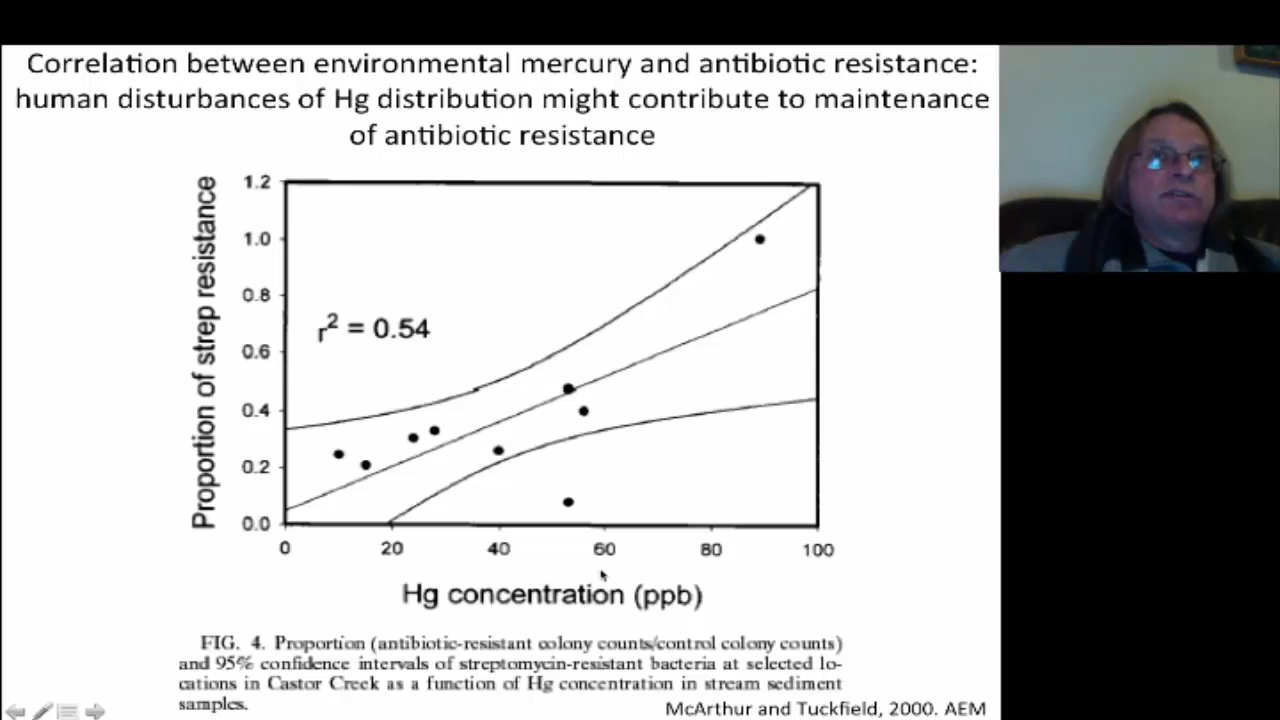 Correlation between environmental mercury and antibiotic resistance:
human disturbances of Hg distribution might contribute to maintenance
of antibiotic resistance
Proportion of strep resistance
1.2
1.0
0.8
0.6
0.4
0.2
0.0
r² = 0.54
0 20 40 60 80 100
Hg concentration (ppb)
FIG. 4. Proportion (antibiotic-resistant colony counts/control colony counts)
and 95% confidence intervals of streptomycin-resistant bacteria at selected lo-
cations in Castor Creek as a function of Hg concentration in stream sediment
samples.
McArthur and Tuckfield, 2000. AEM